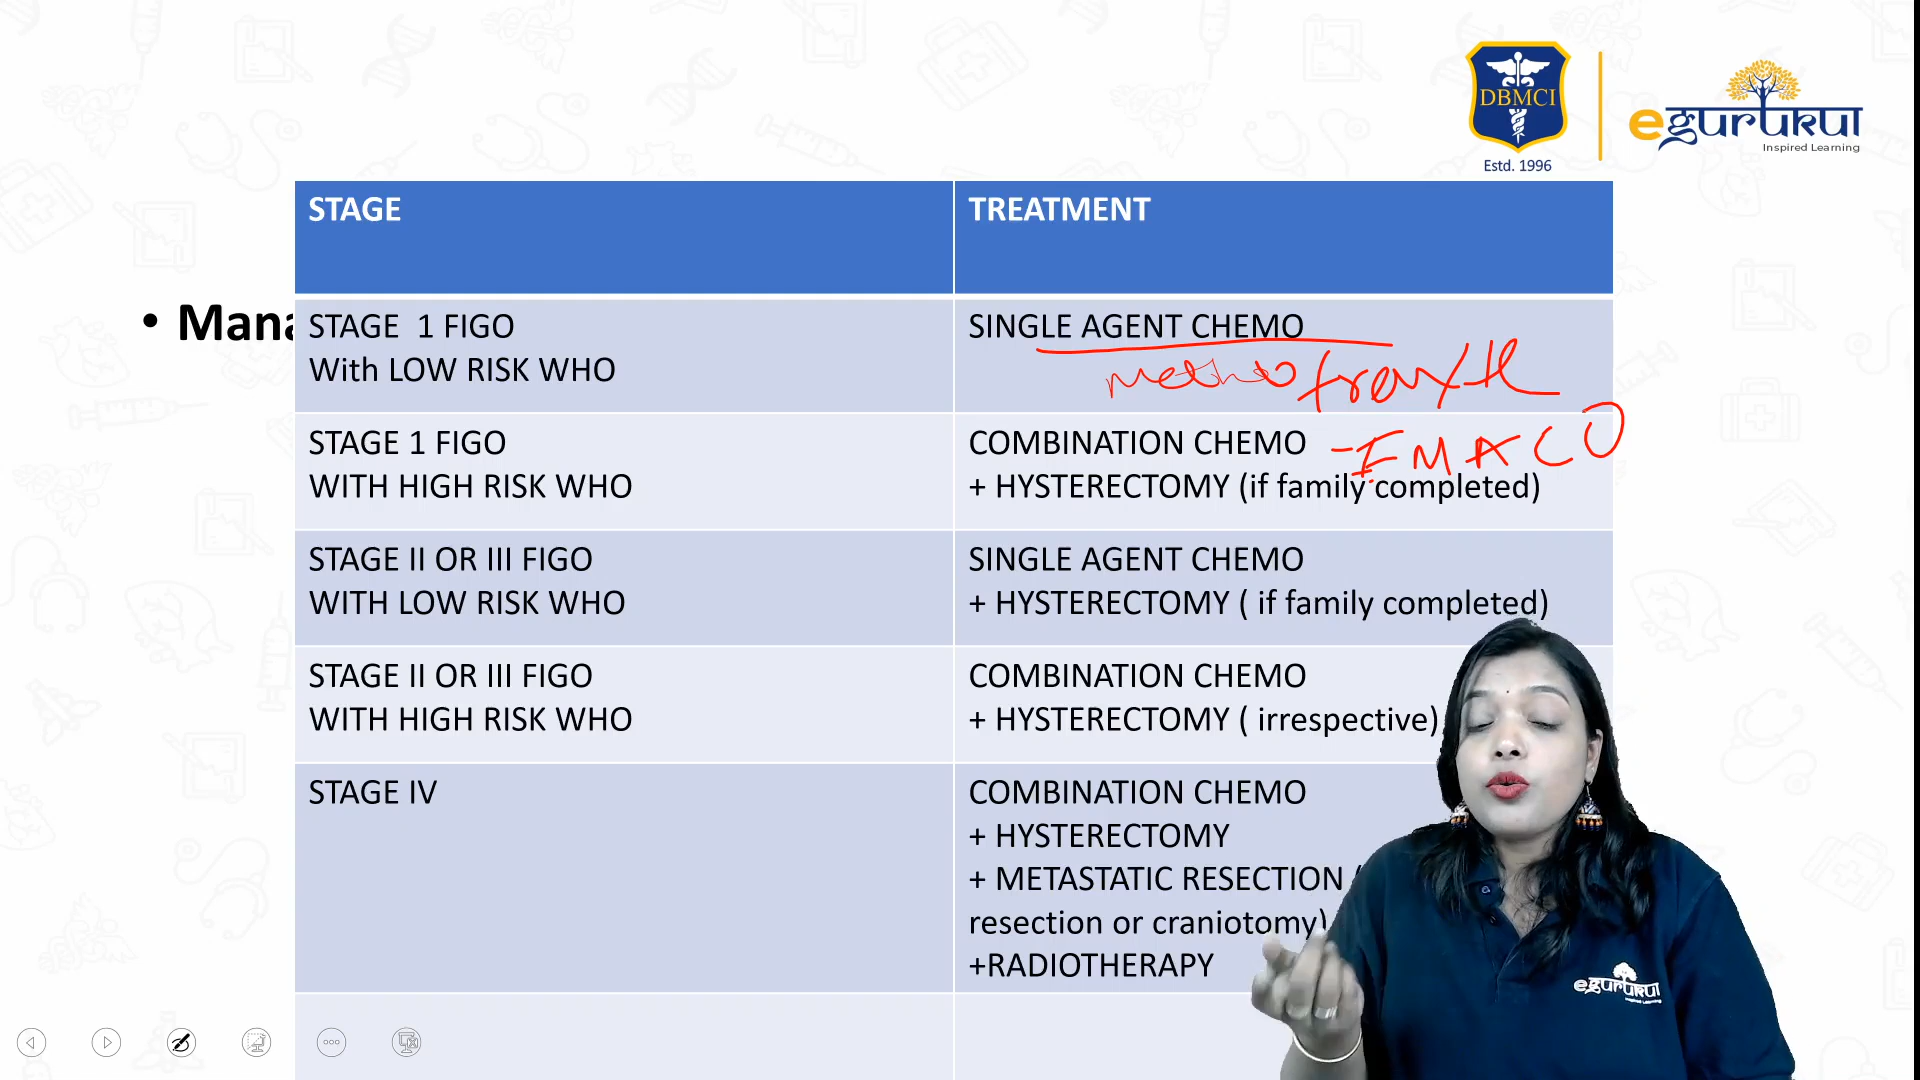 DBMCI
Estd. 1996
egurukul
Inspired Learning
STAGE
TREATMENT
• Mana
STAGE 1 FIGO
With LOW RISK WHO
SINGLE AGENT CHEMO
STAGE 1 FIGO
WITH HIGH RISK WHO
COMBINATION CHEMO - EMACO
+ HYSTERECTOMY (if family completed)
STAGE II OR III FIGO
WITH LOW RISK WHO
SINGLE AGENT CHEMO
+ HYSTERECTOMY ( if family completed)
STAGE II OR III FIGO
WITH HIGH RISK WHO
COMBINATION CHEMO
+ HYSTERECTOMY ( irrespective)
STAGE IV
COMBINATION CHEMO
+ HYSTERECTOMY
+ METASTATIC RESECTION (
resection or craniotomy)
+RADIOTHERAPY
egurukul
Inspired Learning